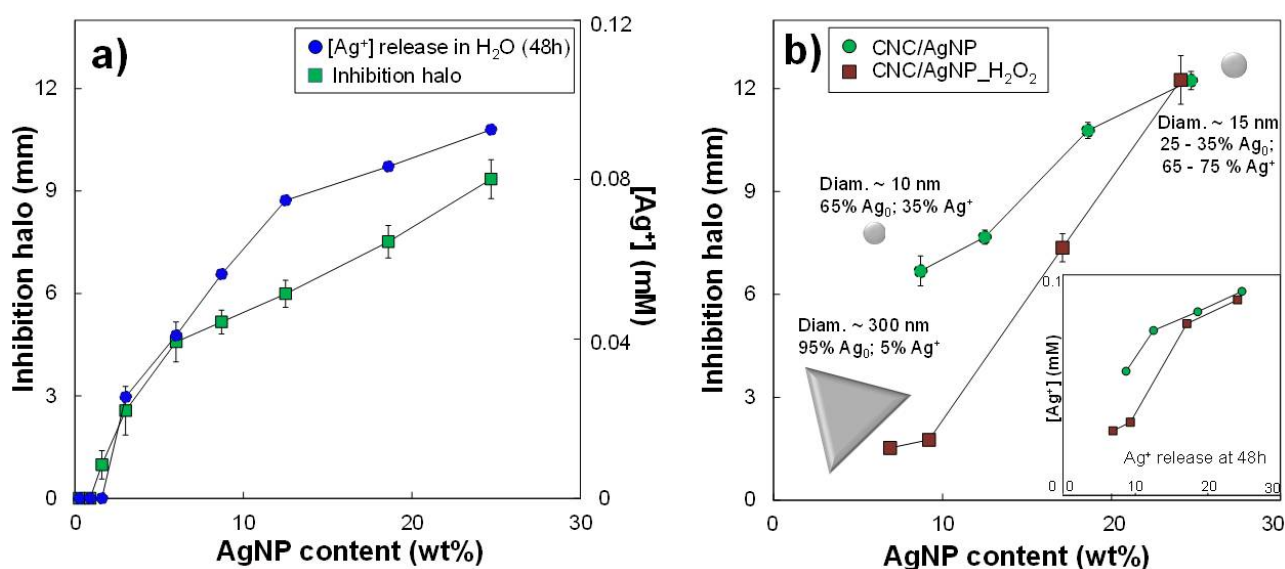 a)
[Ag⁺] release in H₂O (48h)
Inhibition halo
Inhibition halo (mm)
12
9
6
3
0
0.12
0.08
0.04
0
[Ag⁺] (mM)
0
10
20
30
AgNP content (wt%)
b)
CNC/AgNP
CNC/AgNP_H₂O₂
Inhibition halo (mm)
12
9
6
3
0
Diam. ~ 15 nm
25 - 35% Ag₀;
65 - 75 % Ag⁺
Diam. ~ 10 nm
65% Ag₀; 35% Ag⁺
Diam. ~ 300 nm
95% Ag₀; 5% Ag⁺
0.1
[Ag⁺] (mM)
Ag⁺ release at 48h
0
0
10
20
30
0
10
20
30
AgNP content (wt%)